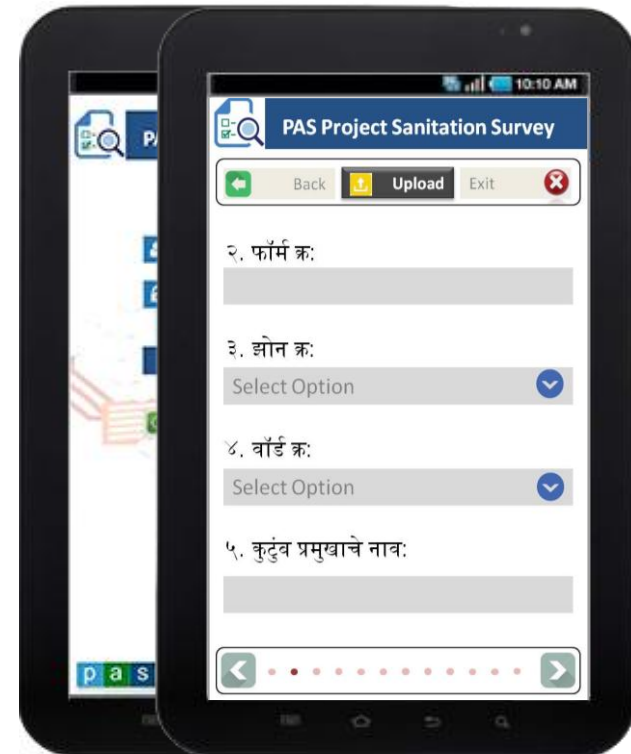 10:10 AM
PAS Project Sanitation Survey
Back Upload Exit
२. फॉर्म क्र:
३. झोन क्र:
Select Option
४. वॉर्ड क्र:
Select Option
५. कुटुंब प्रमुखाचे नाव:
pas